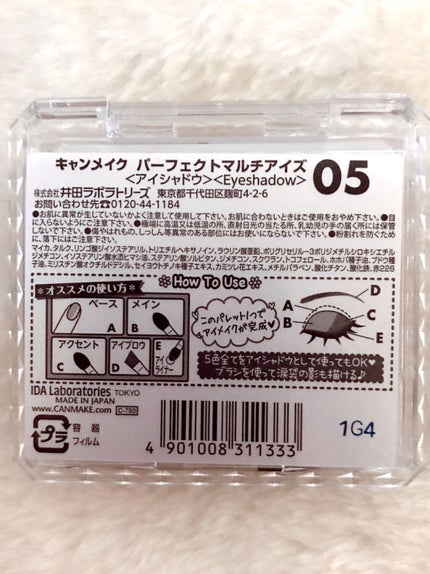 キャンメイク パーフェクトマルチアイズ
<アイシャドウ><Eyeshadow> 05
株式会社 井田ラボラトリーズ 東京都千代田区麹町4-2-6
お問い合わせ先☎0120-44-1184
●お肌に異常が生じていないかよく注意して使用して下さい。お肌に合わないときはご使用をおやめ下さい。●目
に入らないように使用して下さい。●極端に高温又は低温の所、直射日光の当たる所、乳幼児の手の届く所には保管
しないで下さい。●傷やはれもの、しっしん等異常のある部位にはお使いにならないで下さい。●粉割れを防ぐため
に、落下にはご注意下さい。
マイカ、タルク、リンゴ酸ジイソステアリル、トリエチルヘキサノイン、ラウリン酸亜鉛、ポリグリセリル-3ポリジメチルシロキシエチル
ジメチコン、イソステアリン酸水添ヒマシ油、ステアリン酸ソルビタン、ジメチコン、スクワラン、トコフェロール、ホホバ種子油、ブドウ種
子油、ミリスチン酸オクチルドデシル、セイヨウトチノキ種子エキス、カミツレ花エキス、メチルパラベン、酸化チタン、酸化鉄、赤226
*オススメの使い方*
How To Use
ベース A
メイン B
アクセント C
アイブロウ D
E アイライナー
このパレット1つで
アイメイクが完成♥
A
B
C
D
E
5色全てをアイシャドウとして使ってもOK♥
ブラシを使って涙袋の影も描ける♪
IDA Laboratories TOKYO
MADE IN JAPAN
www.CANMAKE.com C-786
プラ
容器
フィルム
4 901008 311333
1G4